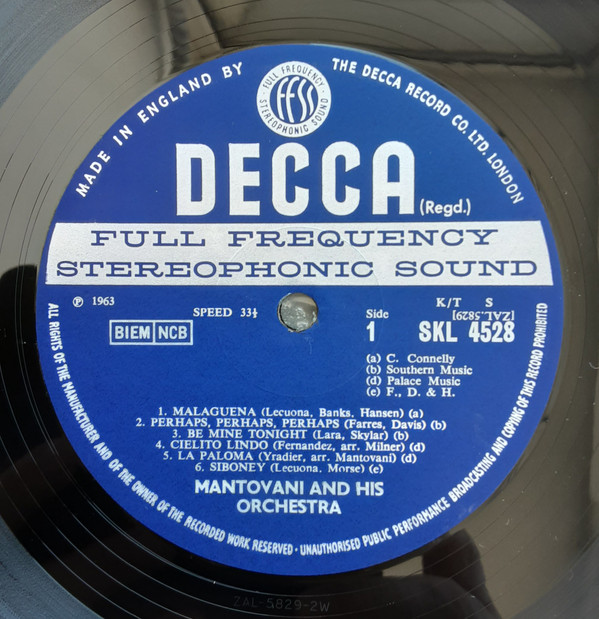 MADE IN ENGLAND BY
THE DECCA RECORD CO. LTD. LONDON
FULL FREQUENCY
FFSS
STEREOPHONIC SOUND
DECCA (Regd.)
FULL FREQUENCY
STEREOPHONIC SOUND
℗ 1963
SPEED 33⅓
BIEM NCB
K/T S
[ZAL.5829]
Side
1 SKL 4528
(a) C. Connelly
(b) Southern Music
(d) Palace Music
(e) F., D. & H.
1. MALAGUENA (Lecuona, Banks, Hansen) (a)
2. PERHAPS, PERHAPS, PERHAPS (Farres, Davis) (b)
3. BE MINE TONIGHT (Lara, Skylar) (b)
4. CIELITO LINDO (Fernandez, arr. Milner) (d)
5. LA PALOMA (Yradier, arr. Mantovani) (d)
6. SIBONEY (Lecuona, Morse) (e)
MANTOVANI AND HIS
ORCHESTRA
ALL RIGHTS OF THE MANUFACTURER AND OF THE OWNER OF THE RECORDED WORK RESERVED · UNAUTHORISED PUBLIC PERFORMANCE BROADCASTING AND COPYING OF THIS RECORD PROHIBITED
ZAL-5829-2W